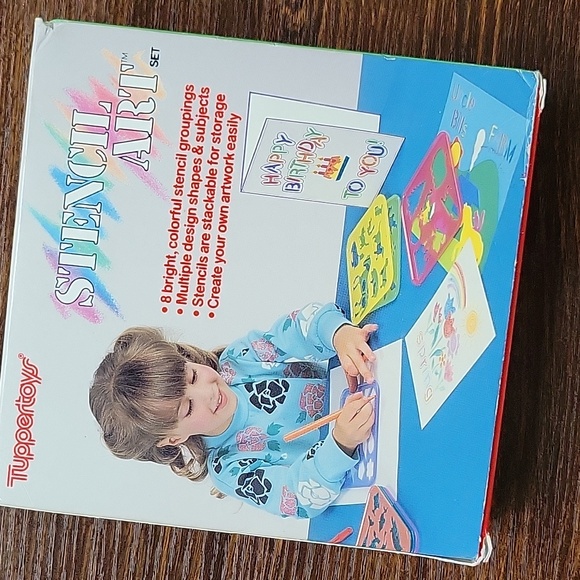 Tuppertoys®
STENCIL
ART™
SET
• 8 bright, colorful stencil groupings
• Multiple design shapes & subjects
• Stencils are stackable for storage
• Create your own artwork easily
HAPPY
BIRTHDAY
TO YOU!